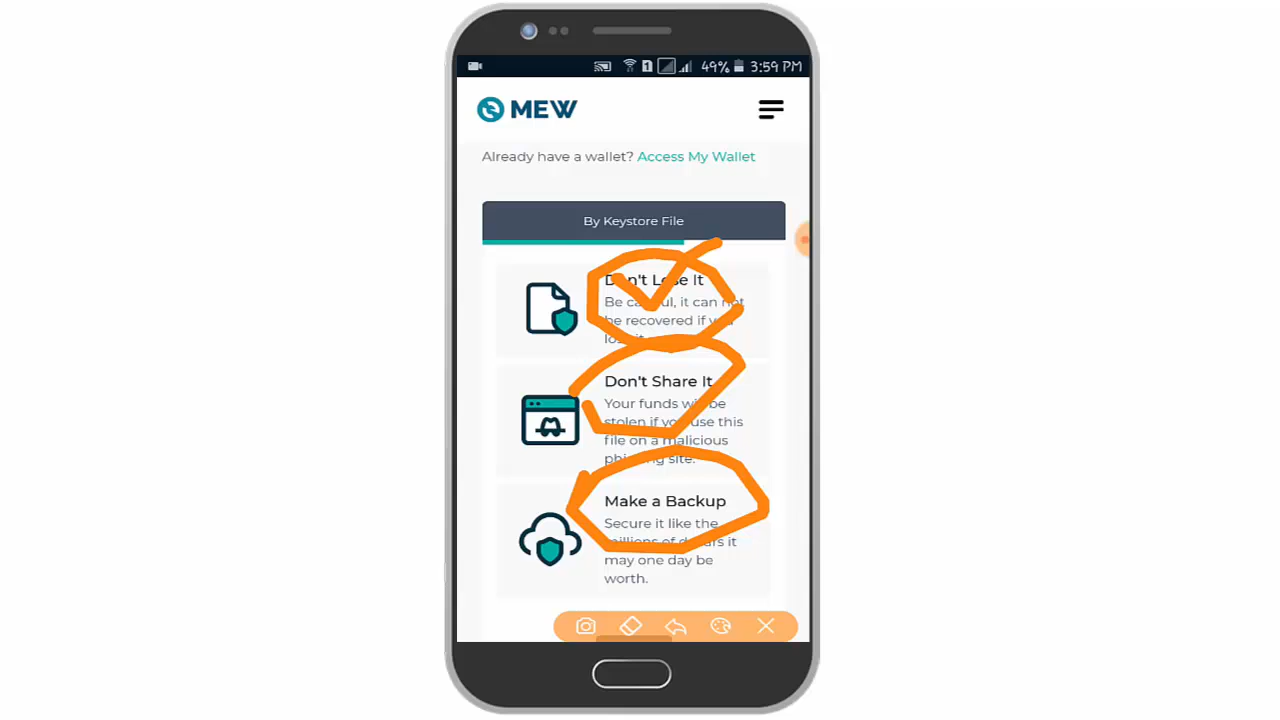 1 49% 3:59 PM
MEW
Already have a wallet? Access My Wallet
By Keystore File
Don't Lose It
Be careful, it can not
be recovered if you
lose it
Don't Share It
Your funds will be
stolen if you use this
file on a malicious
phishing site.
Make a Backup
Secure it like the
millions of dollars it
may one day be
worth.